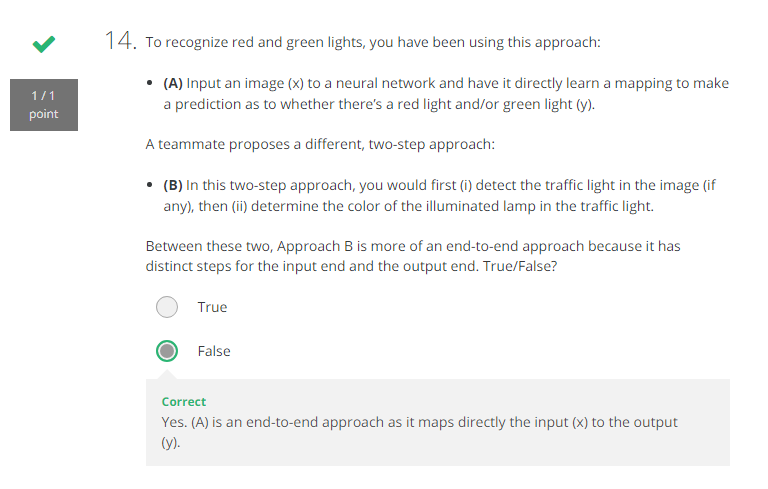 14. To recognize red and green lights, you have been using this approach:
1 / 1
point
• (A) Input an image (x) to a neural network and have it directly learn a mapping to make
a prediction as to whether there's a red light and/or green light (y).
A teammate proposes a different, two-step approach:
• (B) In this two-step approach, you would first (i) detect the traffic light in the image (if
any), then (ii) determine the color of the illuminated lamp in the traffic light.
Between these two, Approach B is more of an end-to-end approach because it has
distinct steps for the input end and the output end. True/False?
True
False
Correct
Yes. (A) is an end-to-end approach as it maps directly the input (x) to the output
(y).